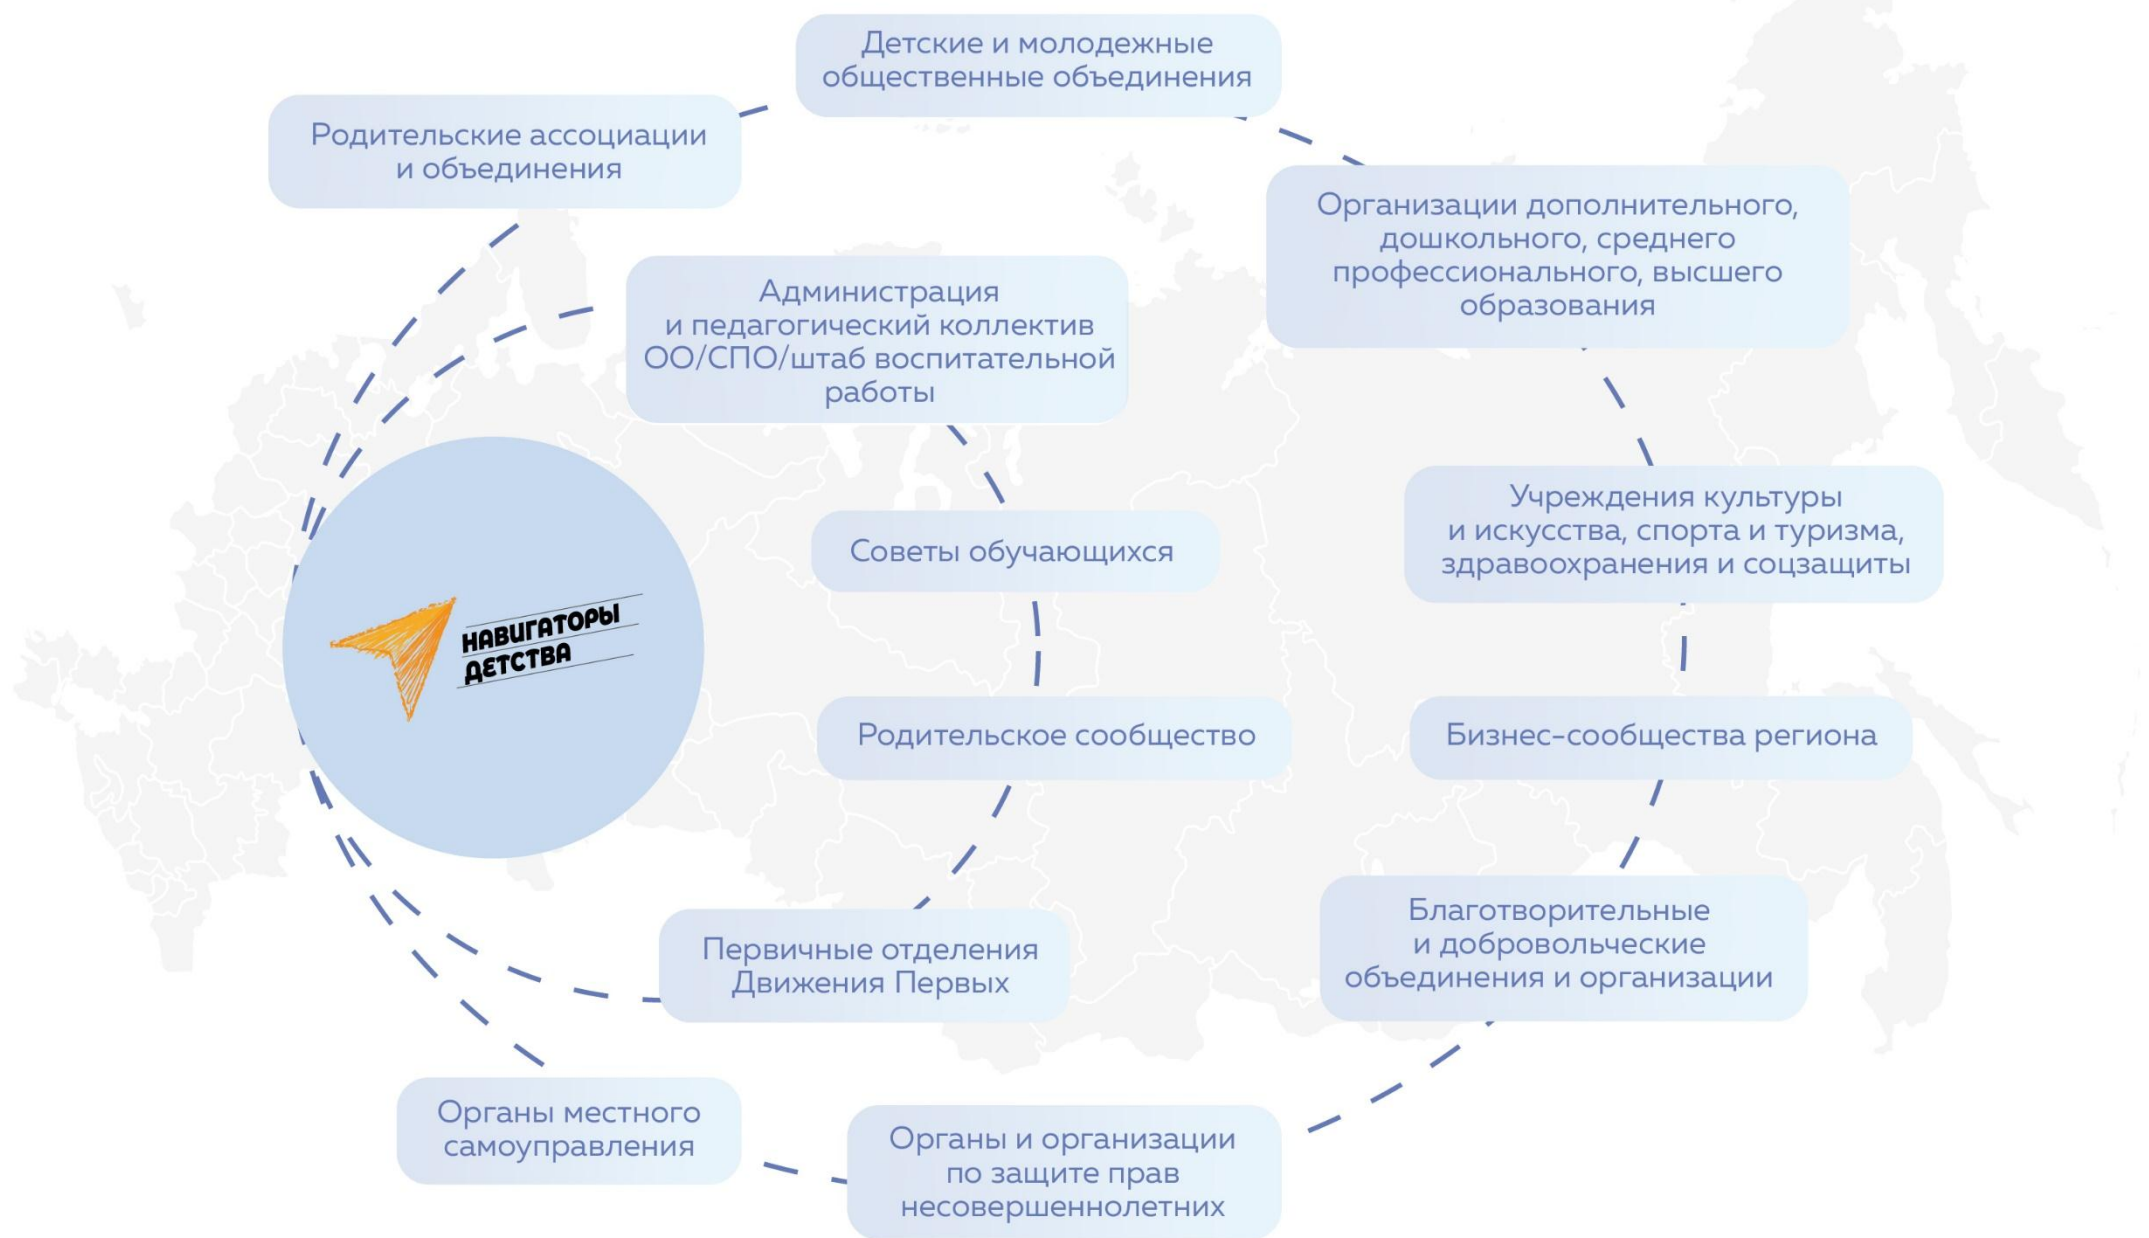 Детские и молодежные
общественные объединения
Родительские ассоциации
и объединения
Организации дополнительного,
дошкольного, среднего
профессионального, высшего
образования
Администрация
и педагогический коллектив
ОО/СПО/штаб воспитательной
работы
Учреждения культуры
и искусства, спорта и туризма,
здравоохранения и соцзащиты
Советы обучающихся
НАВИГАТОРЫ
ДЕТСТВА
Родительское сообщество
Бизнес-сообщества региона
Благотворительные
и добровольческие
объединения и организации
Первичные отделения
Движения Первых
Органы местного
самоуправления
Органы и организации
по защите прав
несовершеннолетних